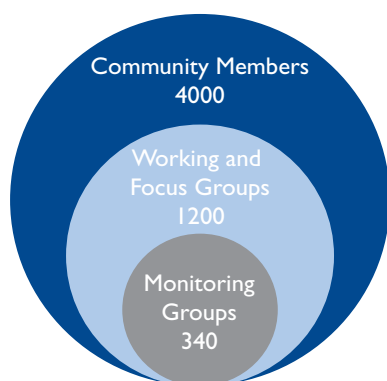 Community Members
4000
Working and
Focus Groups
1200
Monitoring
Groups
340